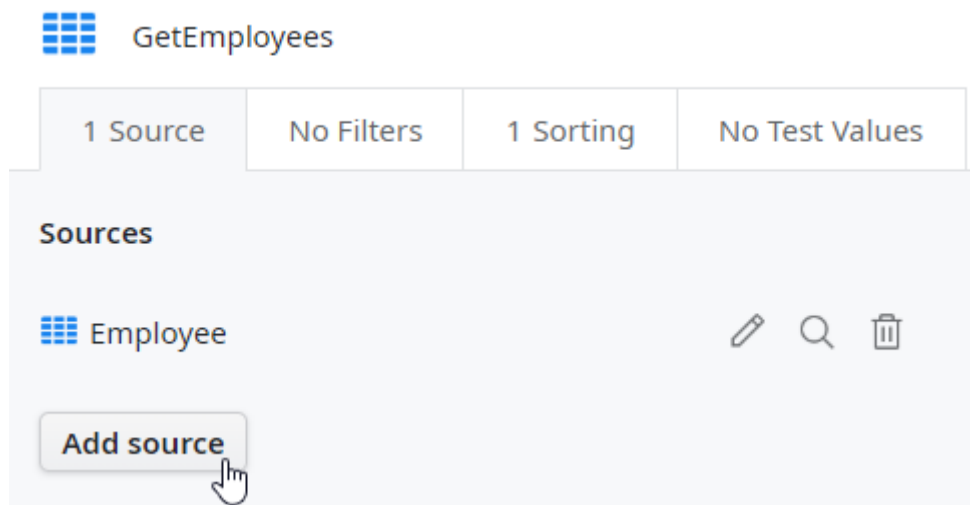 GetEmployees
1 Source No Filters 1 Sorting No Test Values
Sources
Employee
Add source